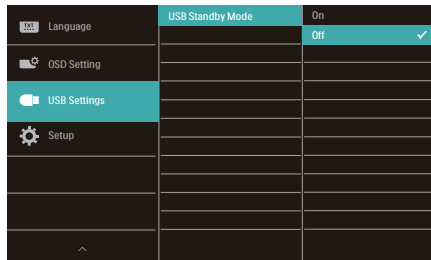 TXT
Language
OSD Setting
USB Settings
Setup
USB Standby Mode
On
Off